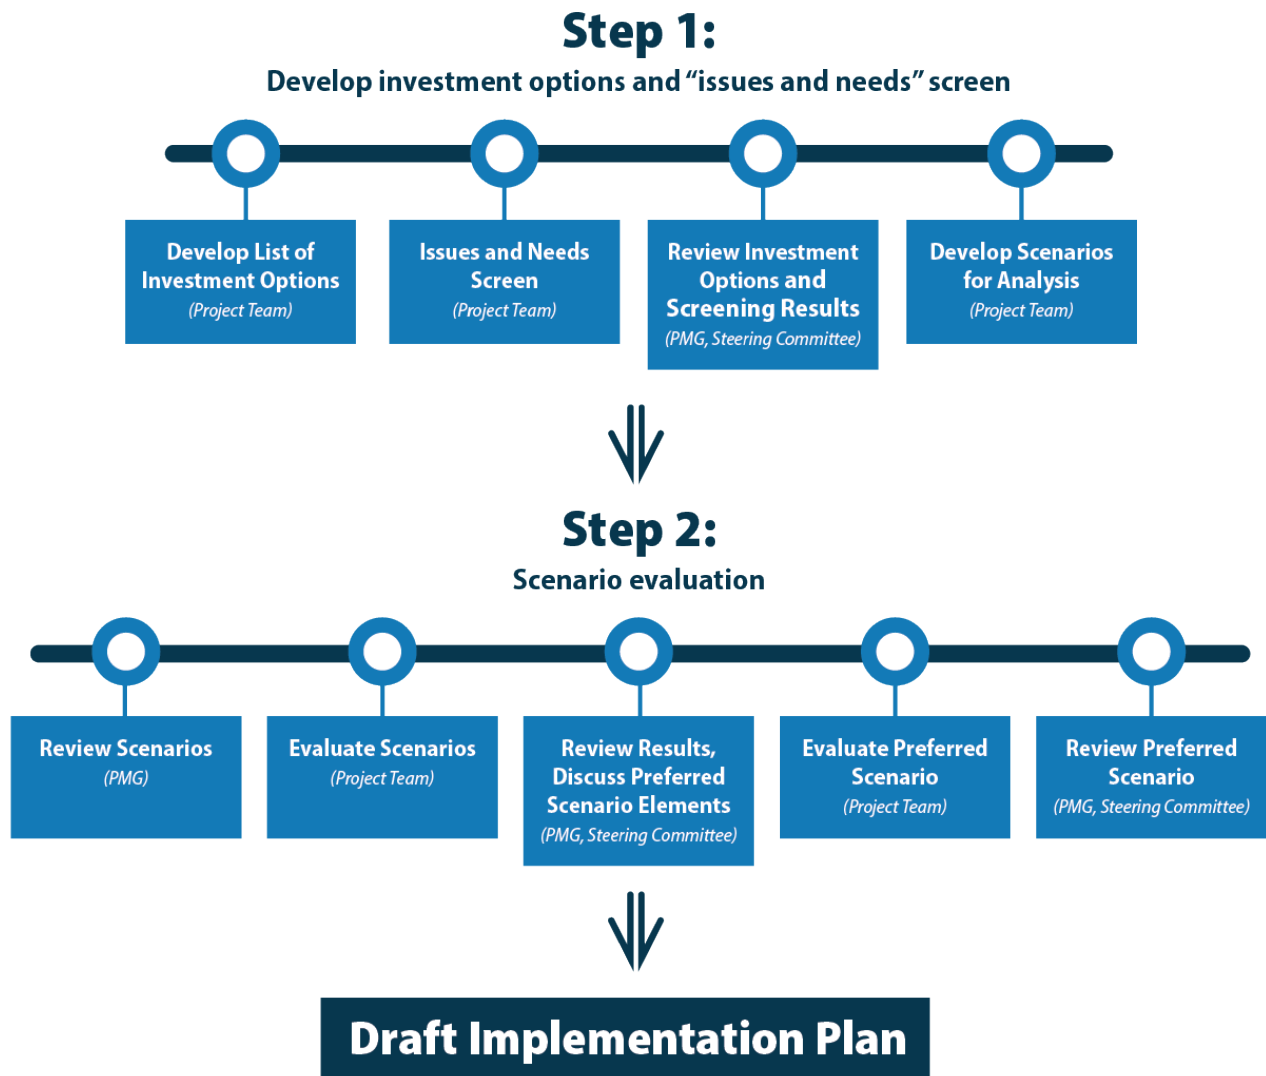 Step 1:
Develop investment options and “issues and needs” screen
Develop List of
Investment Options
(Project Team)
Issues and Needs
Screen
(Project Team)
Review Investment
Options and
Screening Results
(PMG, Steering Committee)
Develop Scenarios
for Analysis
(Project Team)
Step 2:
Scenario evaluation
Review Scenarios
(PMG)
Evaluate Scenarios
(Project Team)
Review Results,
Discuss Preferred
Scenario Elements
(PMG, Steering Committee)
Evaluate Preferred
Scenario
(Project Team)
Review Preferred
Scenario
(PMG, Steering Committee)
Draft Implementation Plan